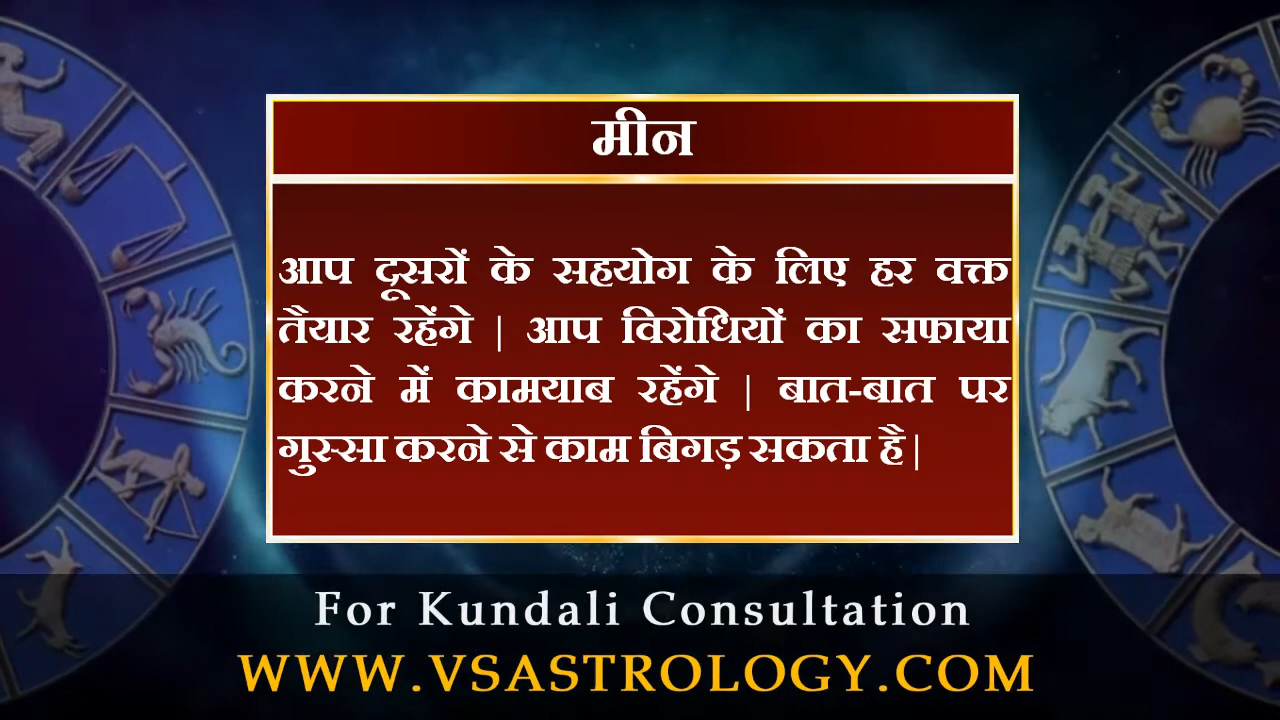 मीन
आप दूसरों के सहयोग के लिए हर वक्त
तैयार रहेंगे | आप विरोधियों का सफाया
करने में कामयाब रहेंगे | बात-बात पर
गुस्सा करने से काम बिगड़ सकता है|
For Kundali Consultation
WWW.VSASTROLOGY.COM